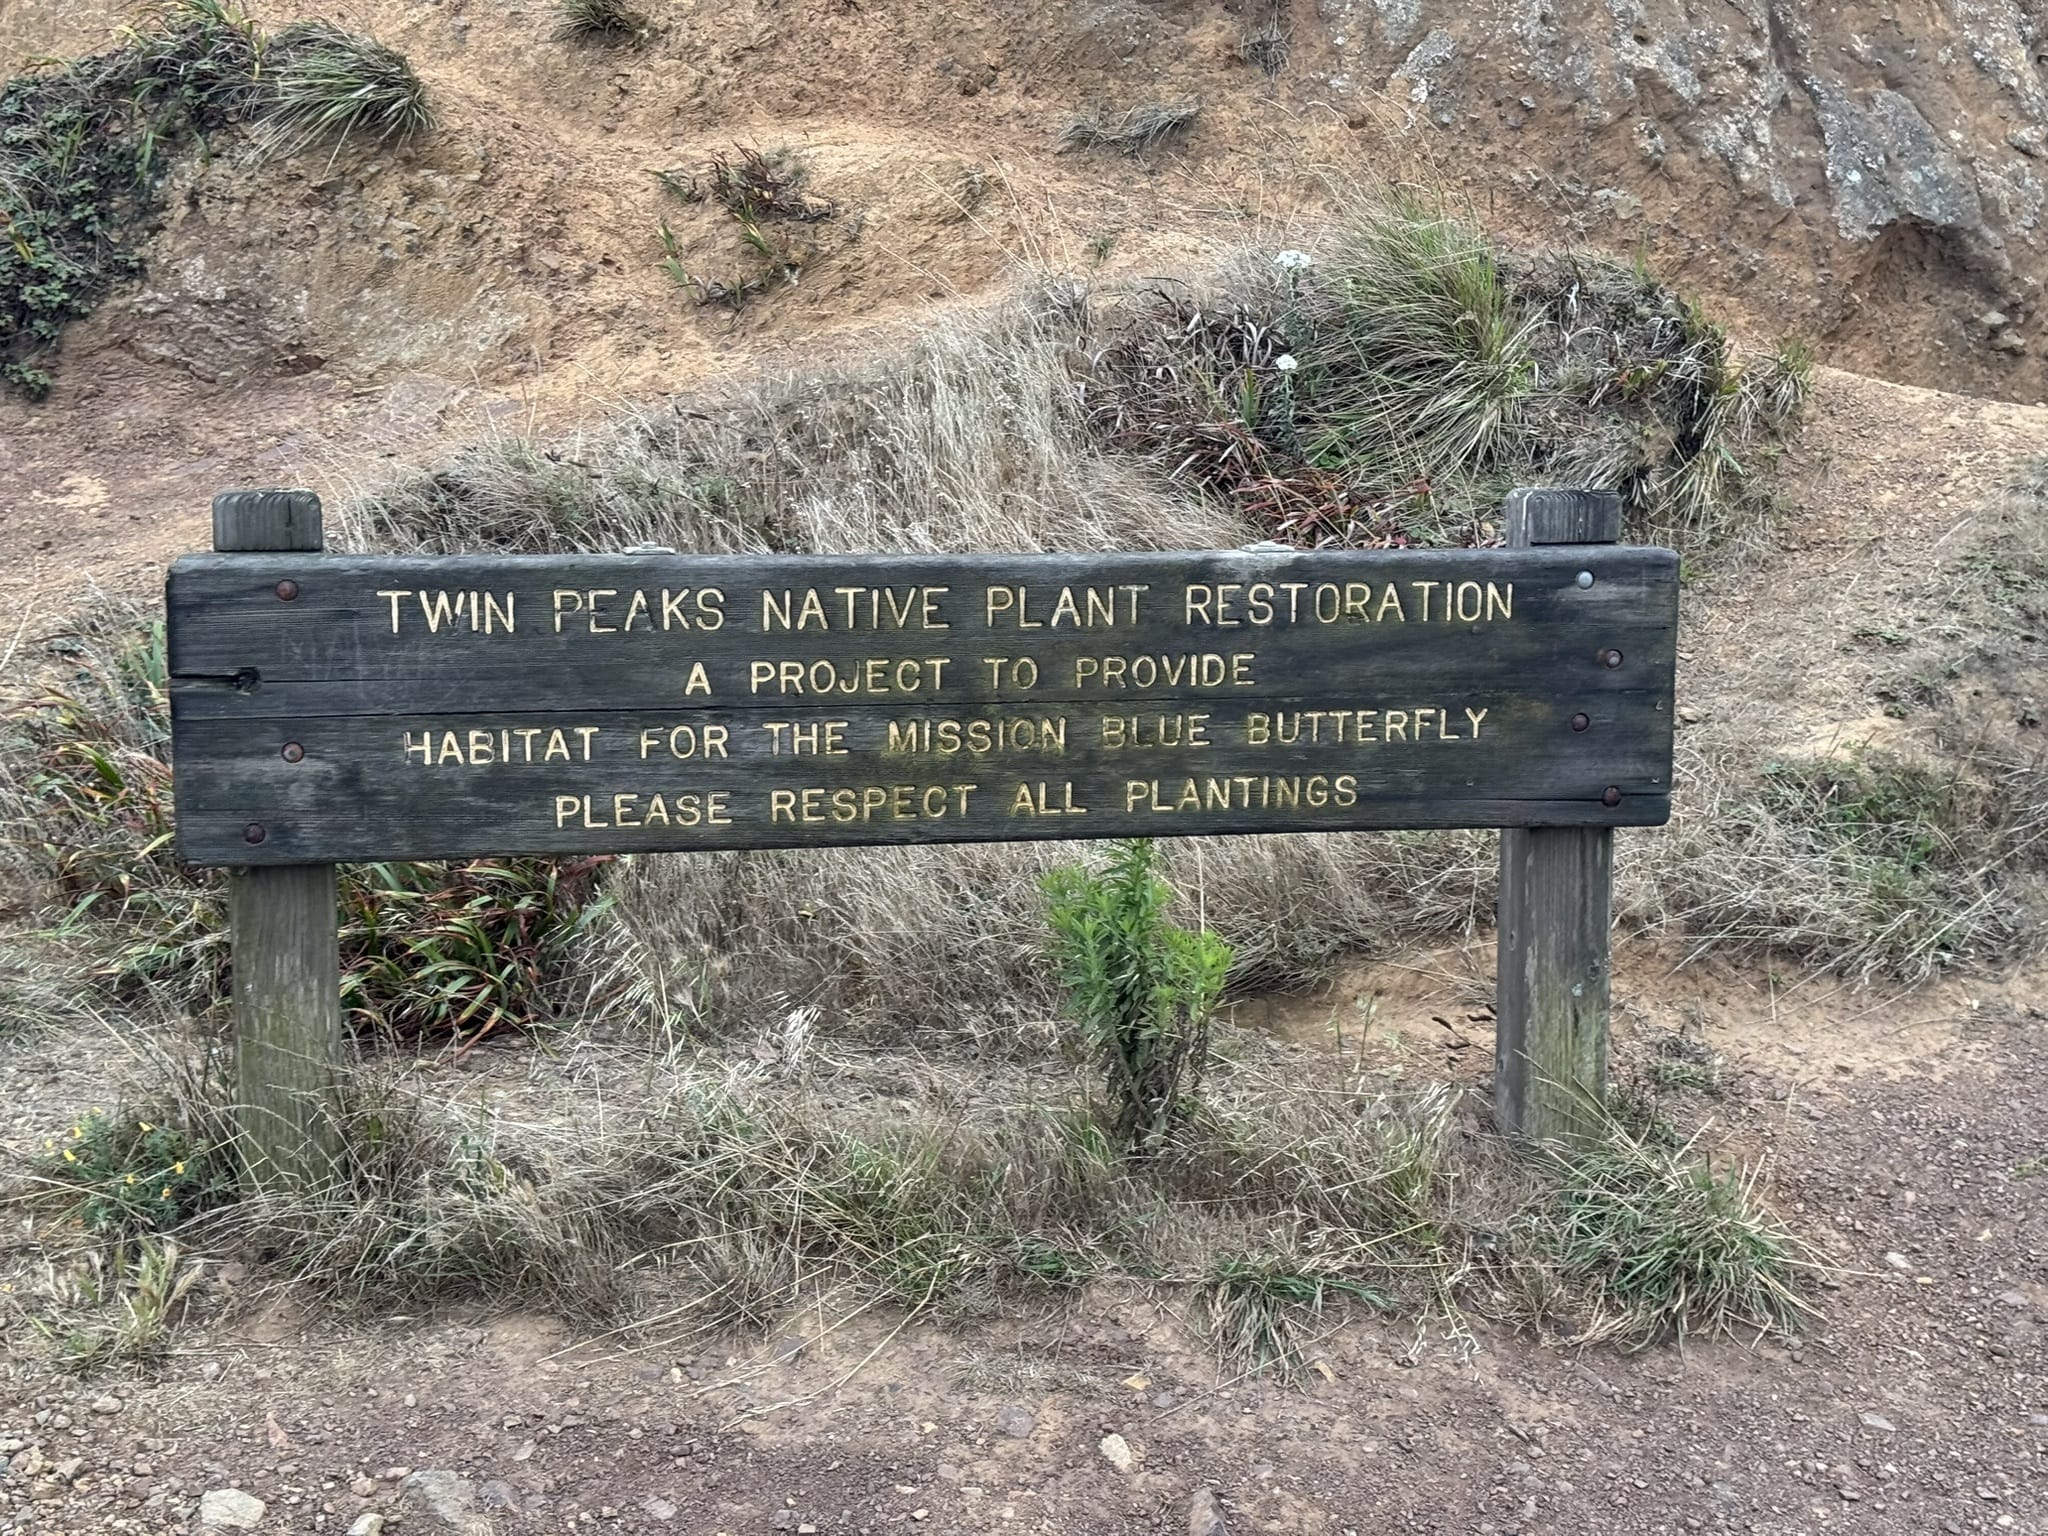 TWIN PEAKS NATIVE PLANT RESTORATION
A PROJECT TO PROVIDE
HABITAT FOR THE MISSION BLUE BUTTERFLY
PLEASE RESPECT ALL PLANTINGS